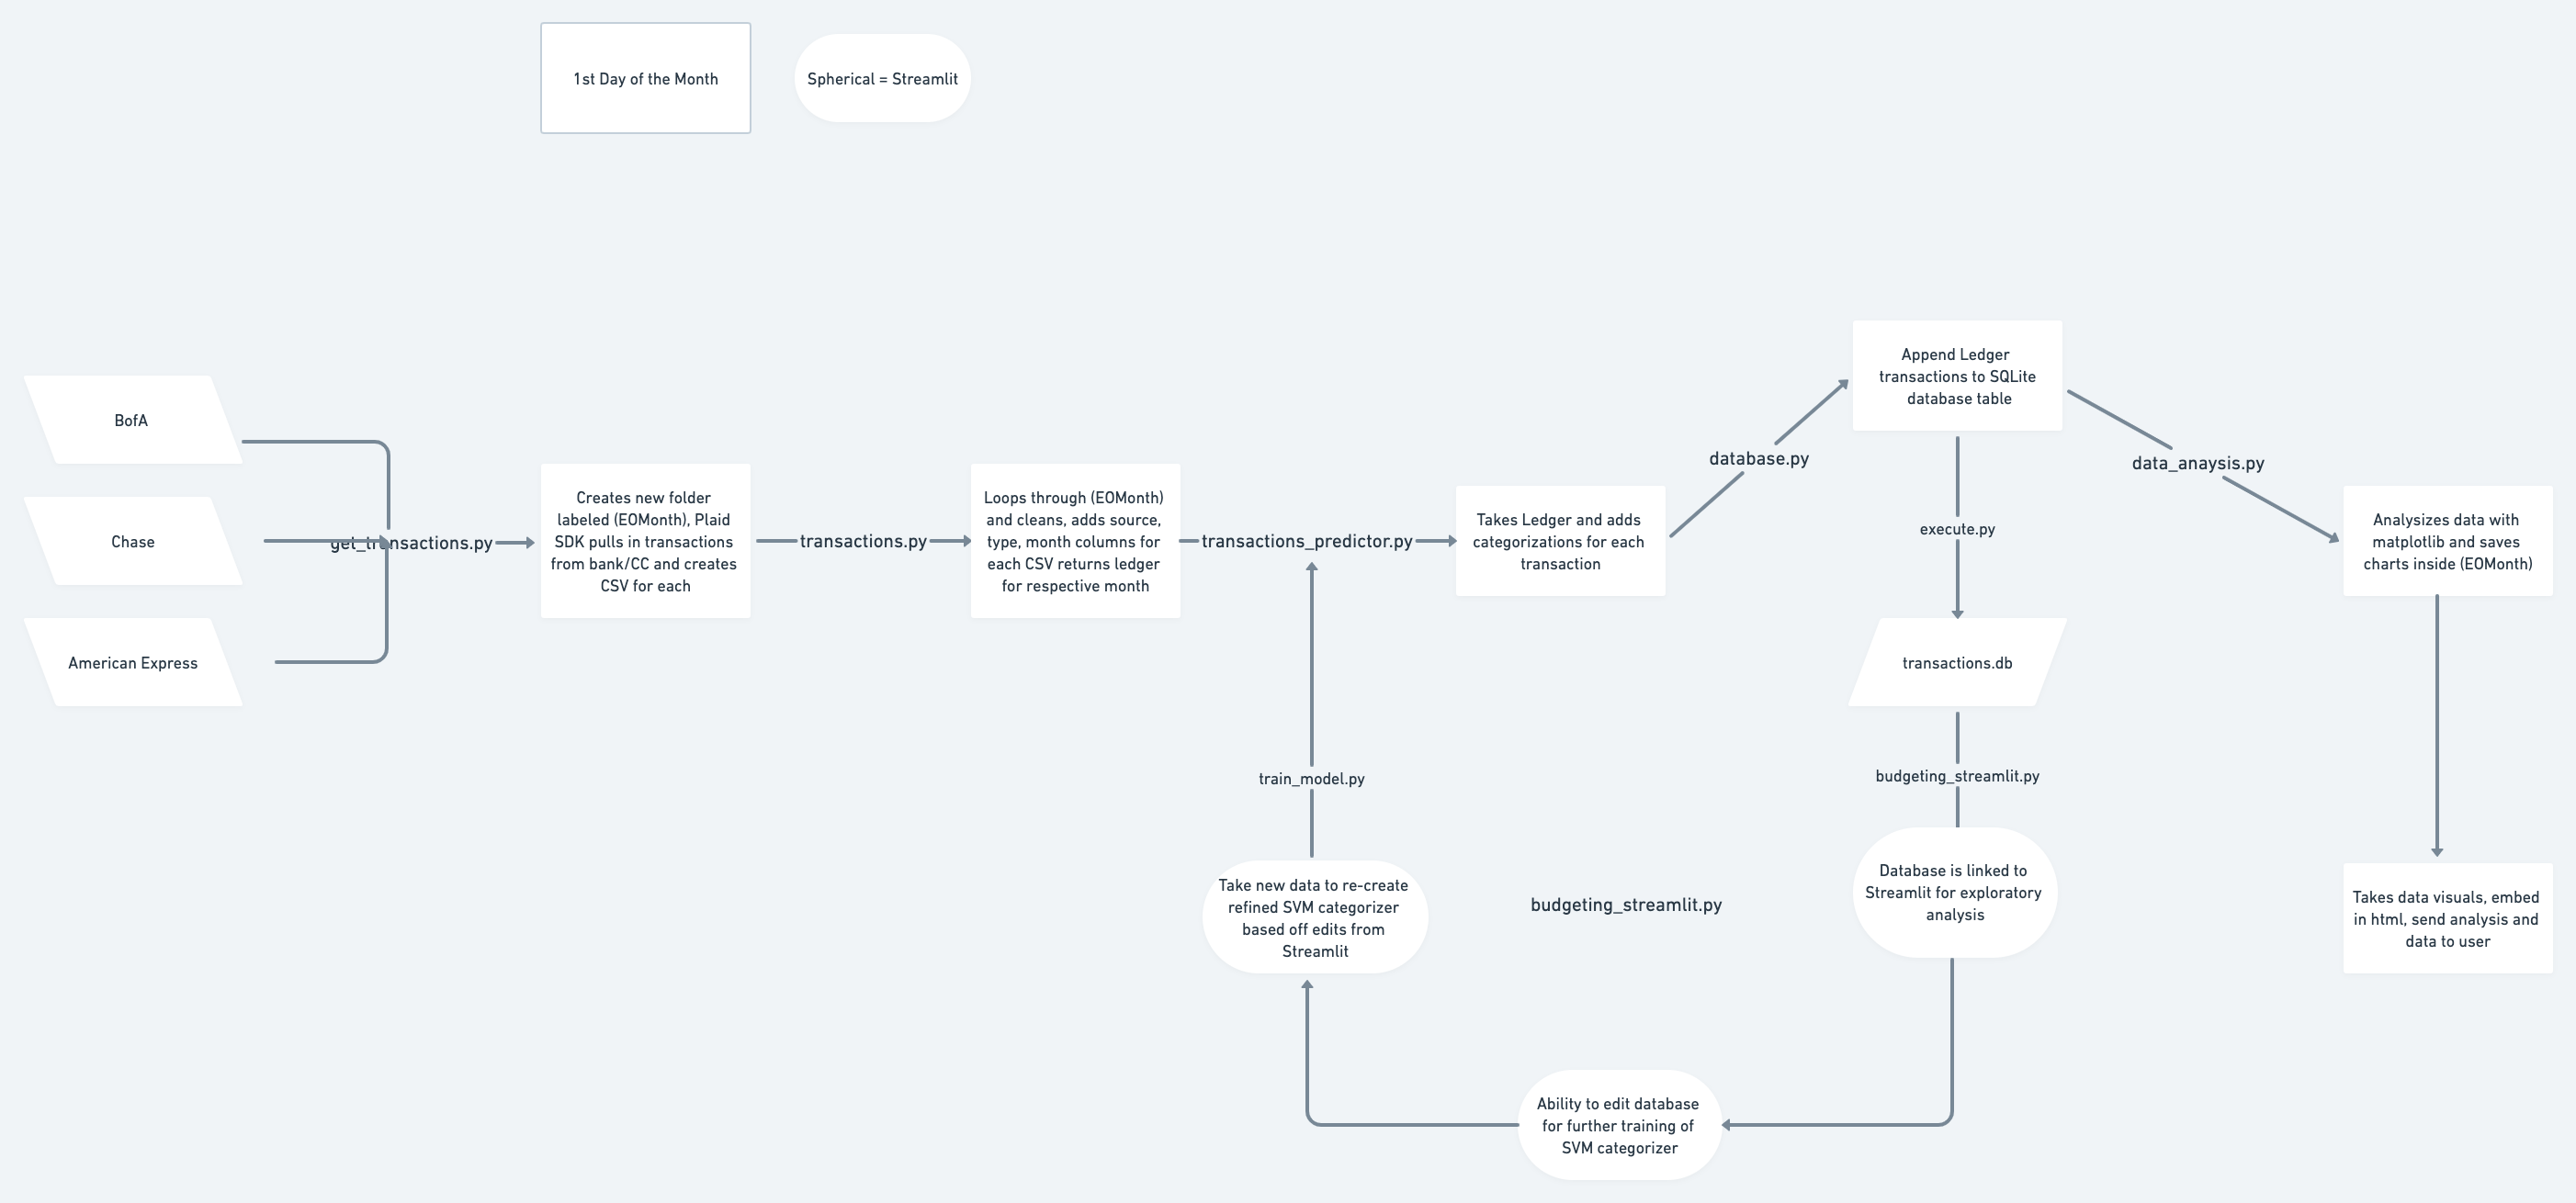 1st Day of the Month
Spherical = Streamlit
BofA
Chase
American Express
get_transactions.py
Creates new folder
labeled (EOMonth), Plaid
SDK pulls in transactions
from bank/CC and creates
CSV for each
transactions.py
Loops through (EOMonth)
and cleans, adds source,
type, month columns for
each CSV returns ledger
for respective month
transactions_predictor.py
Takes Ledger and adds
categorizations for each
transaction
database.py
Append Ledger
transactions to SQLite
database table
data_anaysis.py
Analysizes data with
matplotlib and saves
charts inside (EOMonth)
Takes data visuals, embed
in html, send analysis and
data to user
execute.py
transactions.db
budgeting_streamlit.py
Database is linked to
Streamlit for exploratory
analysis
budgeting_streamlit.py
Ability to edit database
for further training of
SVM categorizer
Take new data to re-create
refined SVM categorizer
based off edits from
Streamlit
train_model.py